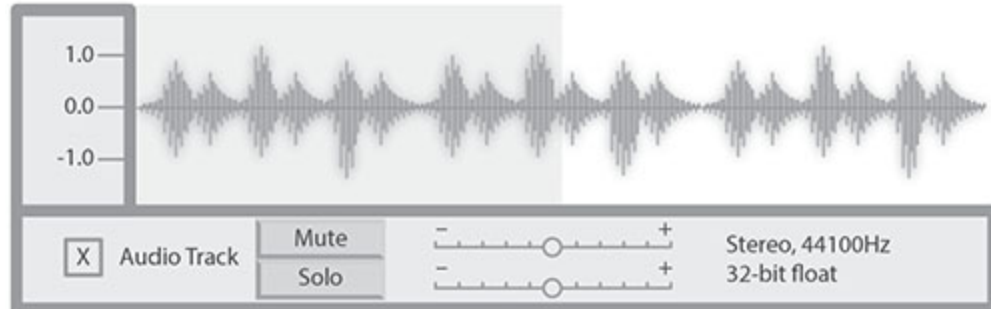 1.0
0.0
-1.0
X Audio Track
Mute
Solo
- +
- +
Stereo, 44100Hz
32-bit float